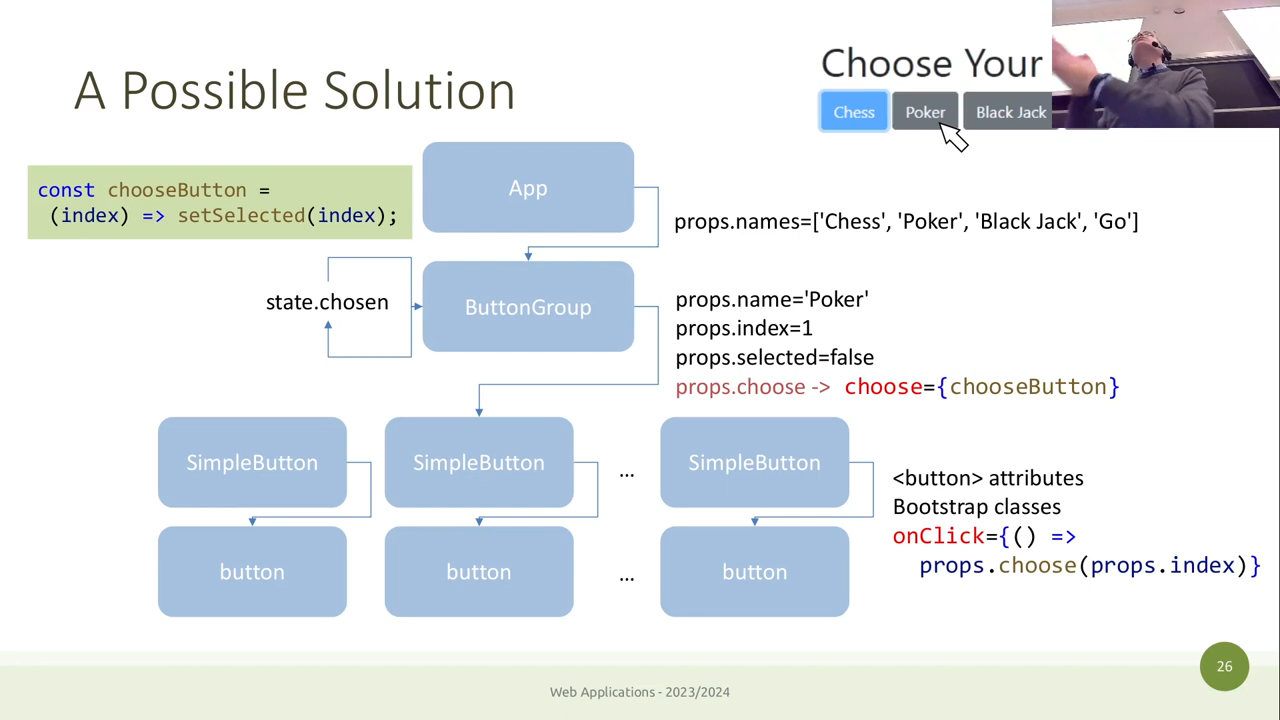 A Possible Solution
Choose Your
Chess Poker Black Jack
const chooseButton =
(index) => setSelected(index);
App
props.names=['Chess', 'Poker', 'Black Jack', 'Go']
state.chosen
ButtonGroup
props.name='Poker'
props.index=1
props.selected=false
props.choose -> choose={chooseButton}
SimpleButton SimpleButton ... SimpleButton
<button> attributes
Bootstrap classes
onClick={() =>
props.choose(props.index)}
button button ... button
Web Applications - 2023/2024
26